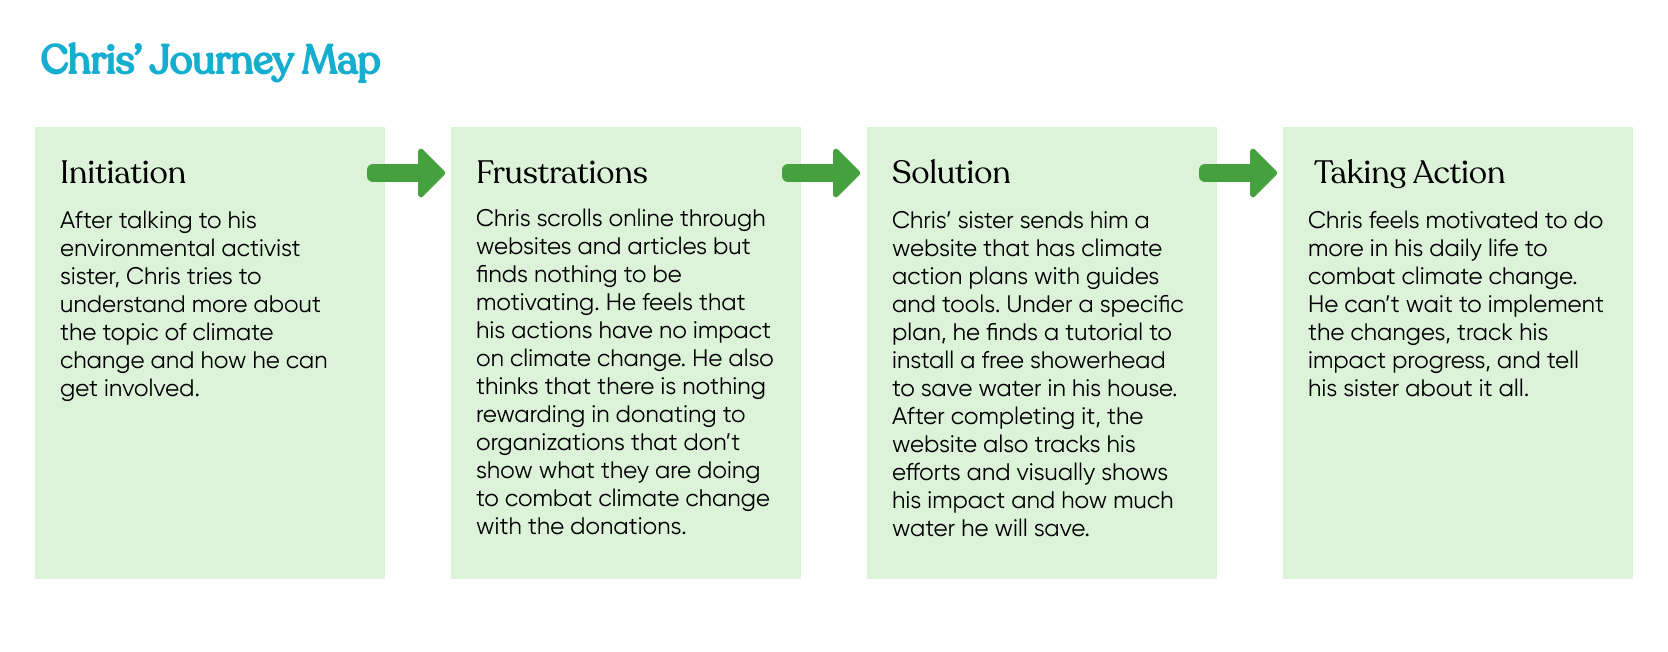 Chris’ Journey Map
Initiation
After talking to his
environmental activist
sister, Chris tries to
understand more about
the topic of climate
change and how he can
get involved.
Frustrations
Chris scrolls online through
websites and articles but
finds nothing to be
motivating. He feels that
his actions have no impact
on climate change. He also
thinks that there is nothing
rewarding in donating to
organizations that don’t
show what they are doing
to combat climate change
with the donations.
Solution
Chris’ sister sends him a
website that has climate
action plans with guides
and tools. Under a specific
plan, he finds a tutorial to
install a free showerhead
to save water in his house.
After completing it, the
website also tracks his
efforts and visually shows
his impact and how much
water he will save.
Taking Action
Chris feels motivated to do
more in his daily life to
combat climate change.
He can’t wait to implement
the changes, track his
impact progress, and tell
his sister about it all.